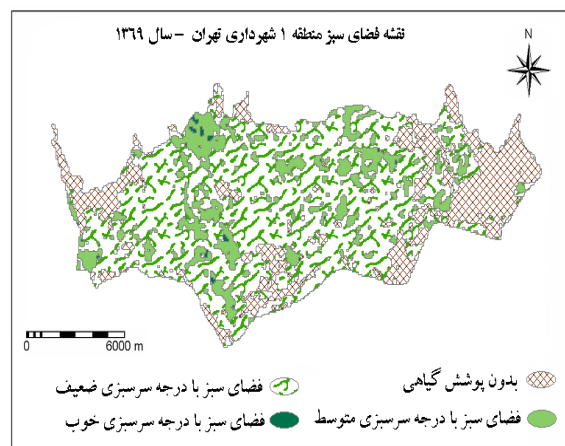 نقشه فضای سبز منطقه ۱ شهرداری تهران - سال ۱۳۶۹
N
0 6000 m
بدون پوشش گیاهی
فضای سبز با درجه سرسبزی ضعیف
فضای سبز با درجه سرسبزی متوسط
فضای سبز با درجه سرسبزی خوب